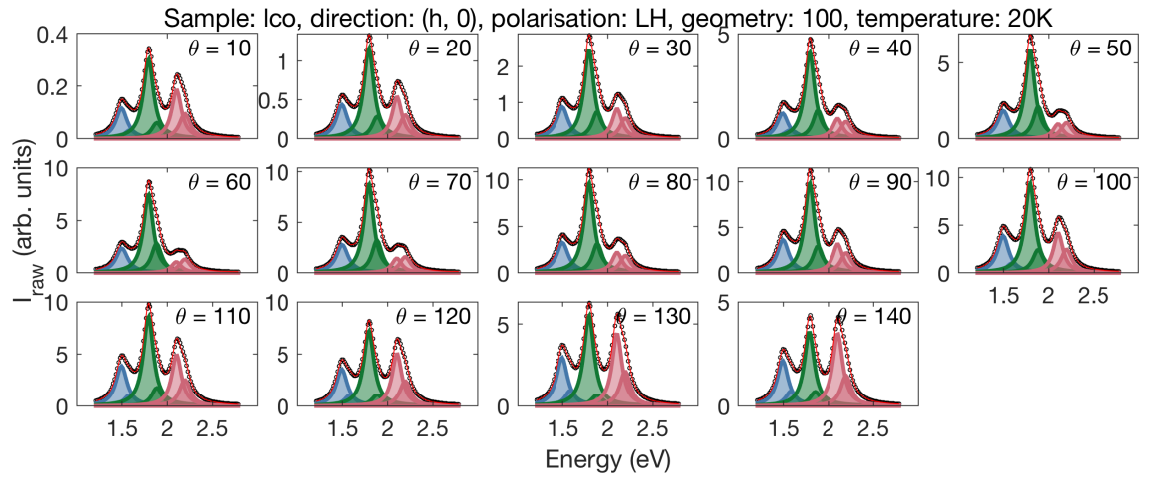 Sample: Ico, direction: (h, 0), polarisation: LH, geometry: 100, temperature: 20K
I_raw (arb. units)
0.4
0.2
0
θ = 10
1
0.5
0
θ = 20
2
1
0
θ = 30
5
0
θ = 40
5
0
θ = 50
10
5
0
θ = 60
10
5
0
θ = 70
10
5
0
θ = 80
10
5
0
θ = 90
10
5
0
θ = 100
1.5 2 2.5
10
5
0
θ = 110
1.5 2 2.5
10
5
0
θ = 120
1.5 2 2.5
5
0
θ = 130
1.5 2 2.5
5
0
θ = 140
1.5 2 2.5
Energy (eV)